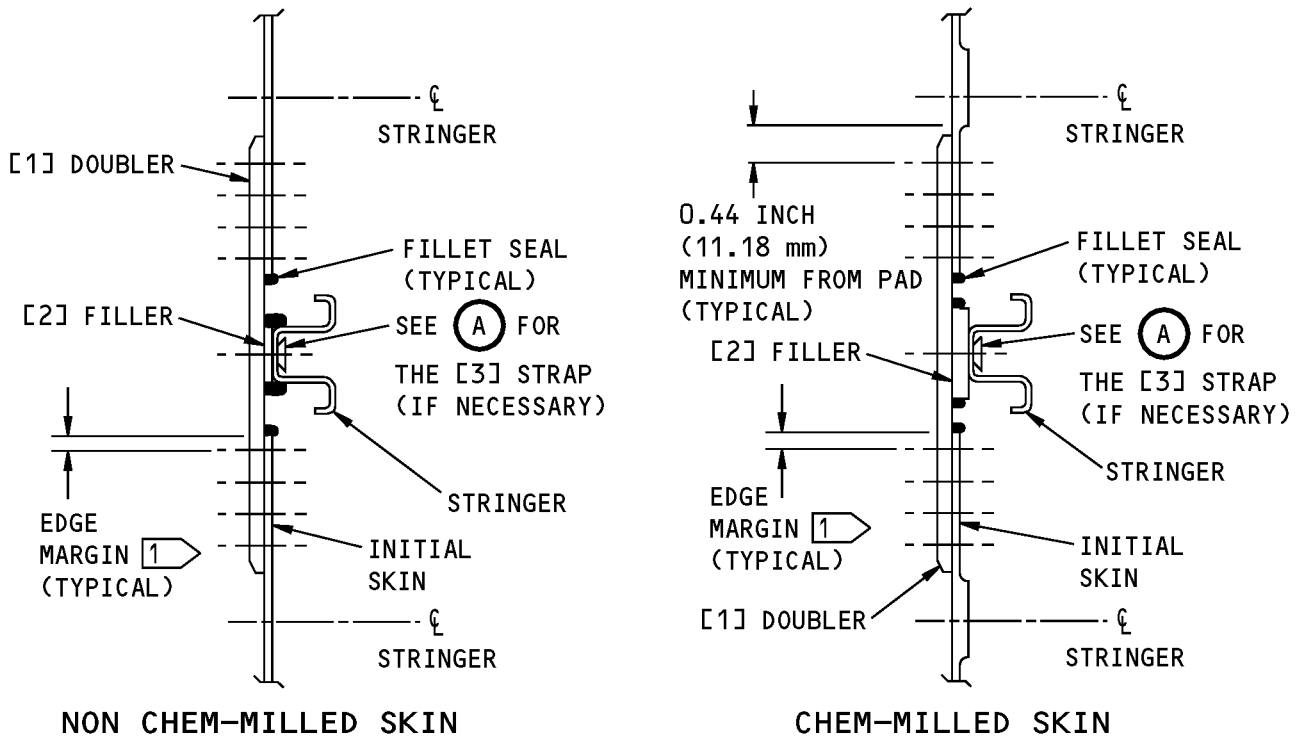 ℄
STRINGER
[1] DOUBLER
FILLET SEAL
(TYPICAL)
[2] FILLER
SEE A FOR
THE [3] STRAP
(IF NECESSARY)
STRINGER
EDGE
MARGIN 1
(TYPICAL)
INITIAL
SKIN
℄
STRINGER
NON CHEM-MILLED SKIN
℄
STRINGER
0.44 INCH
(11.18 mm)
MINIMUM FROM PAD
(TYPICAL)
FILLET SEAL
(TYPICAL)
[2] FILLER
SEE A FOR
THE [3] STRAP
(IF NECESSARY)
STRINGER
EDGE
MARGIN 1
(TYPICAL)
INITIAL
SKIN
[1] DOUBLER
℄
STRINGER
CHEM-MILLED SKIN